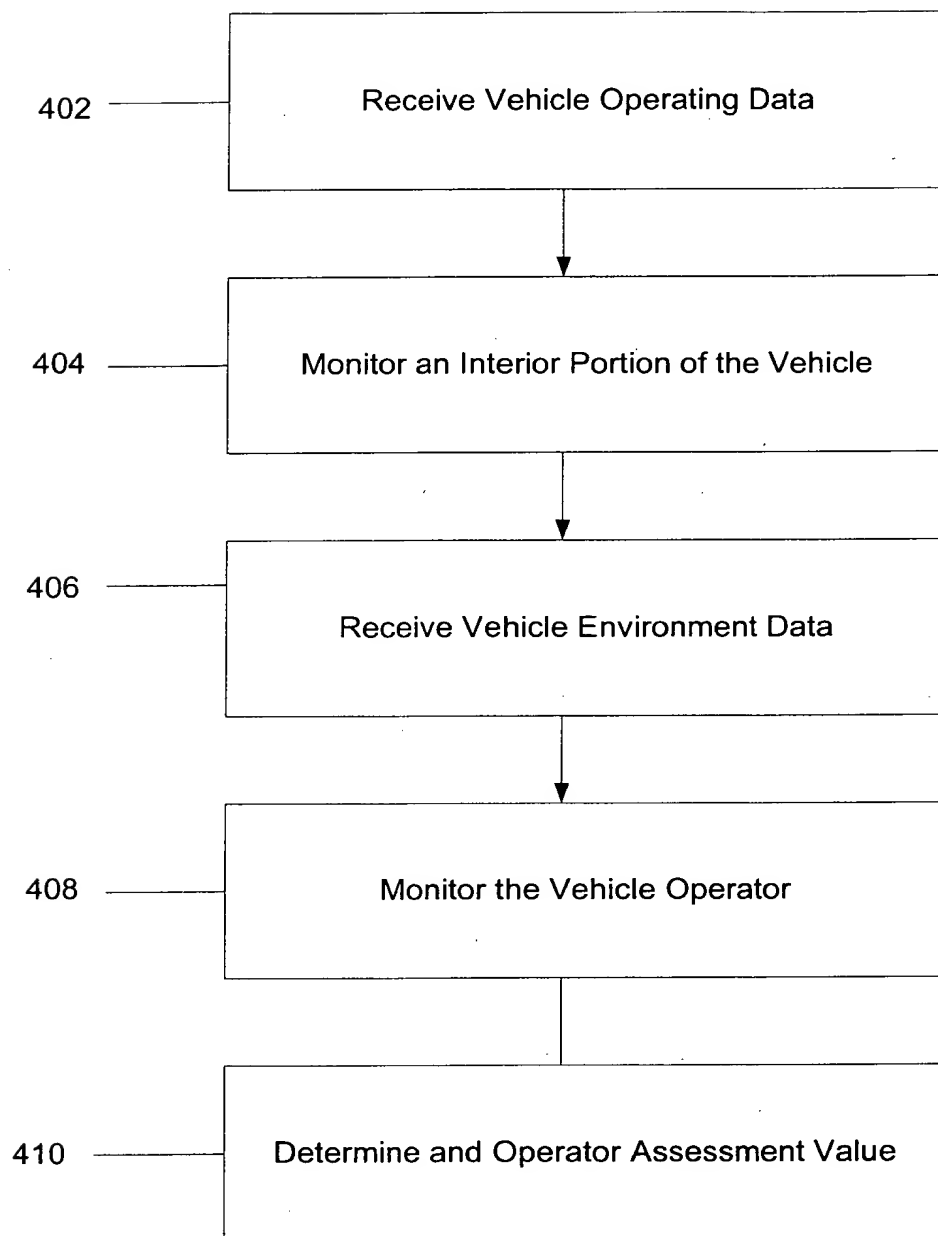 402
Receive Vehicle Operating Data
404
Monitor an Interior Portion of the Vehicle
406
Receive Vehicle Environment Data
408
Monitor the Vehicle Operator
410
Determine and Operator Assessment Value